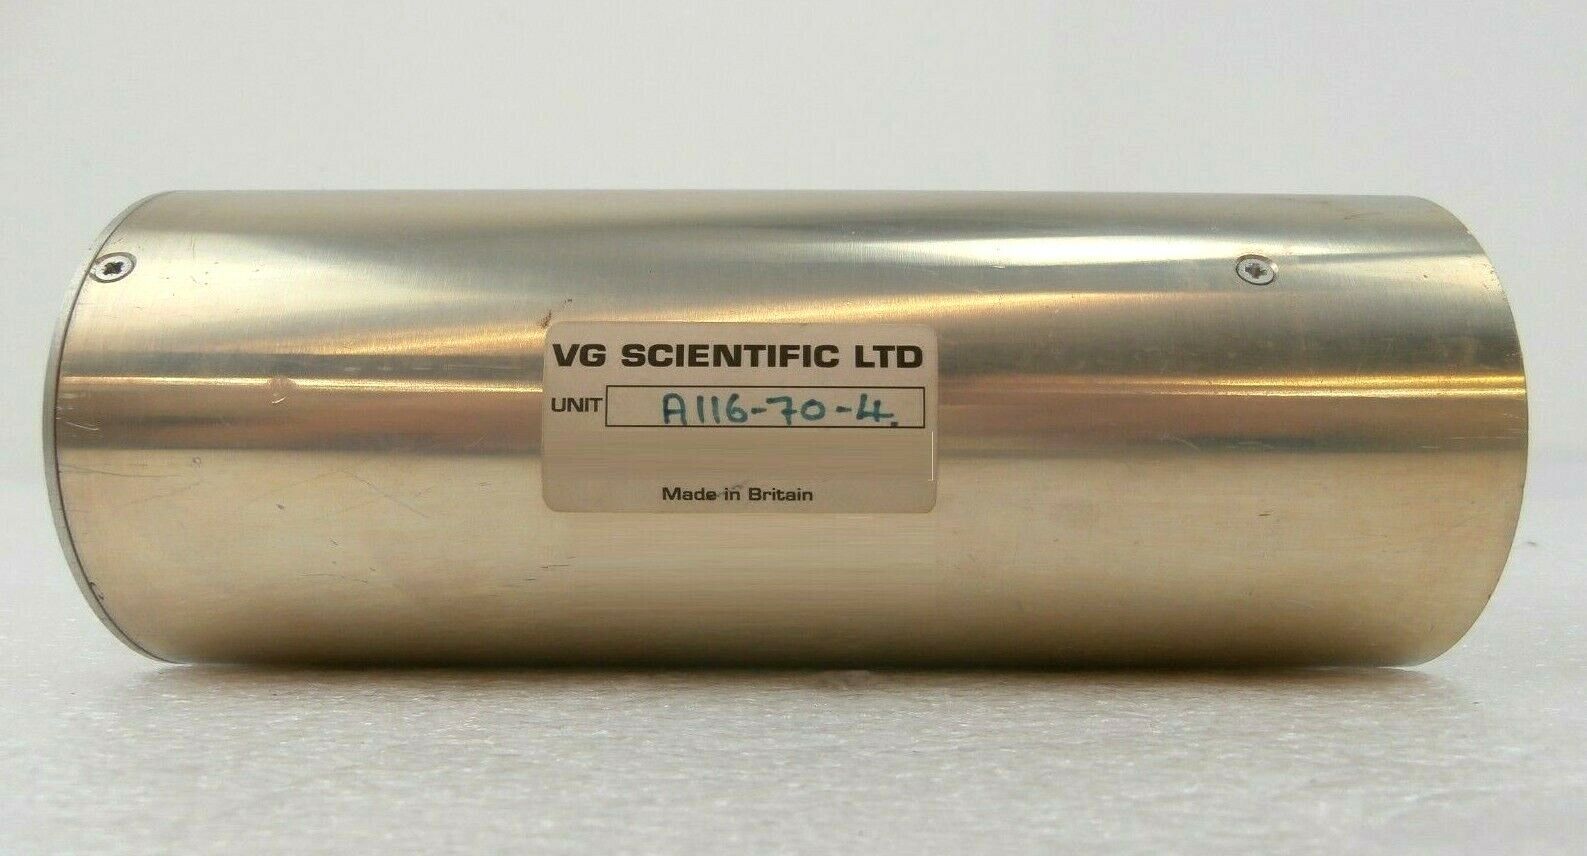 VG SCIENTIFIC LTD
UNIT A116-70-4.
Made in Britain